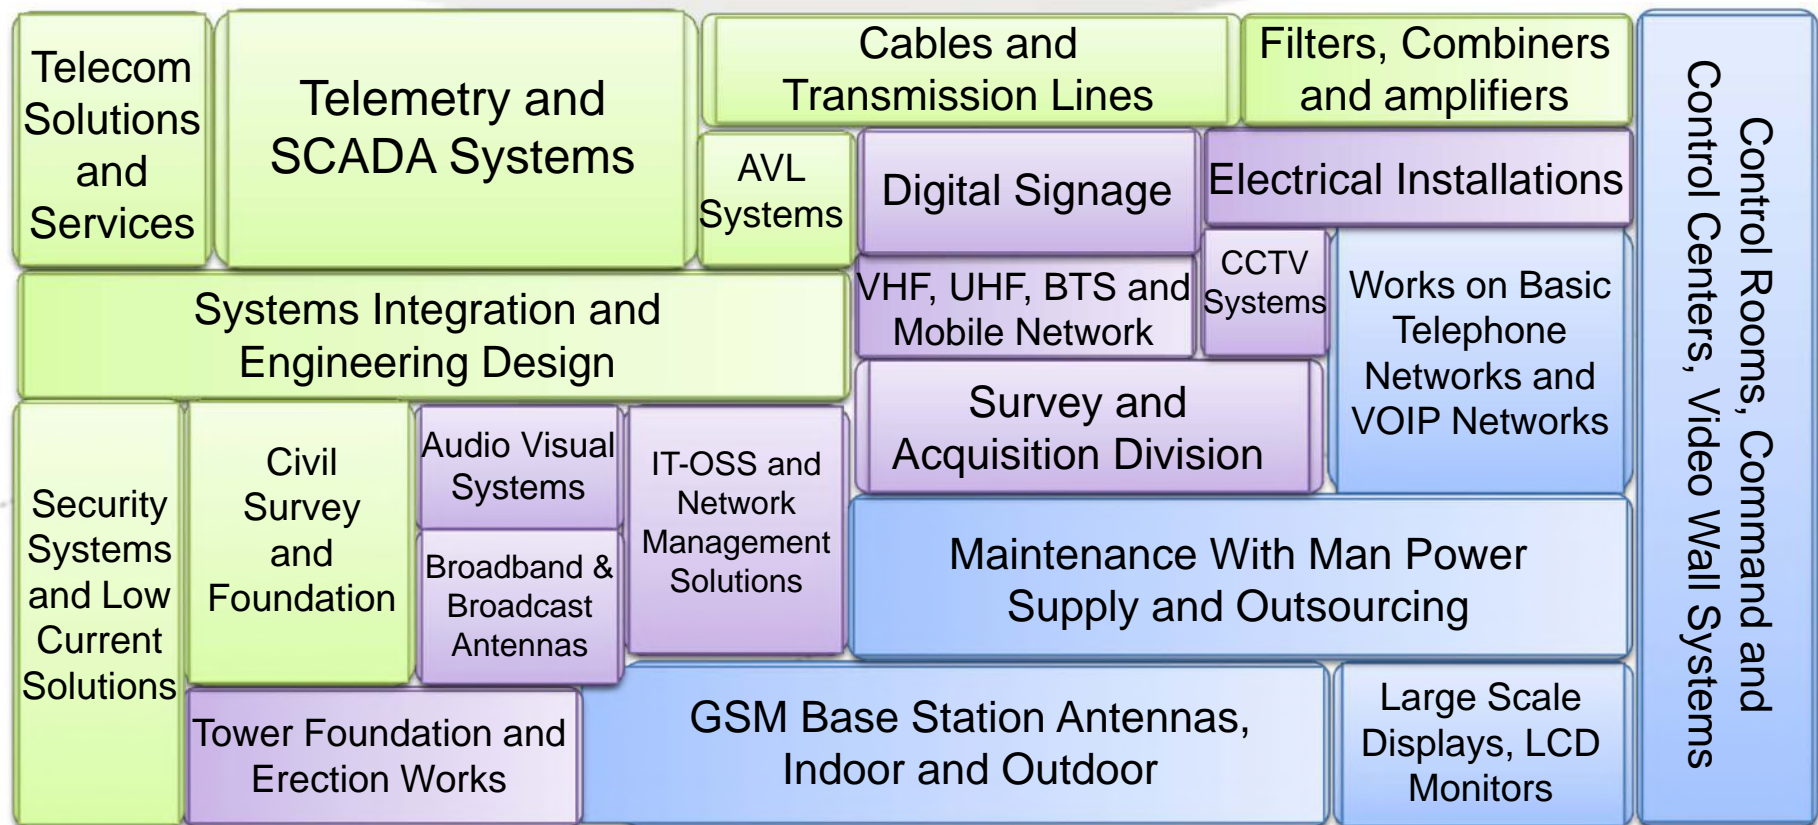 Telecom
Solutions
and
Services
Telemetry and
SCADA Systems
Cables and
Transmission Lines
Filters, Combiners
and amplifiers
AVL
Systems
Digital Signage
Electrical Installations
Systems Integration and
Engineering Design
VHF, UHF, BTS and
Mobile Network
CCTV
Systems
Works on Basic
Telephone
Networks and
VOIP Networks
Survey and
Acquisition Division
Security
Systems
and Low
Current
Solutions
Civil
Survey
and
Foundation
Audio Visual
Systems
Broadband &
Broadcast
Antennas
IT-OSS and
Network
Management
Solutions
Maintenance With Man Power
Supply and Outsourcing
Tower Foundation and
Erection Works
GSM Base Station Antennas,
Indoor and Outdoor
Large Scale
Displays, LCD
Monitors
Control Rooms, Command and
Control Centers, Video Wall Systems